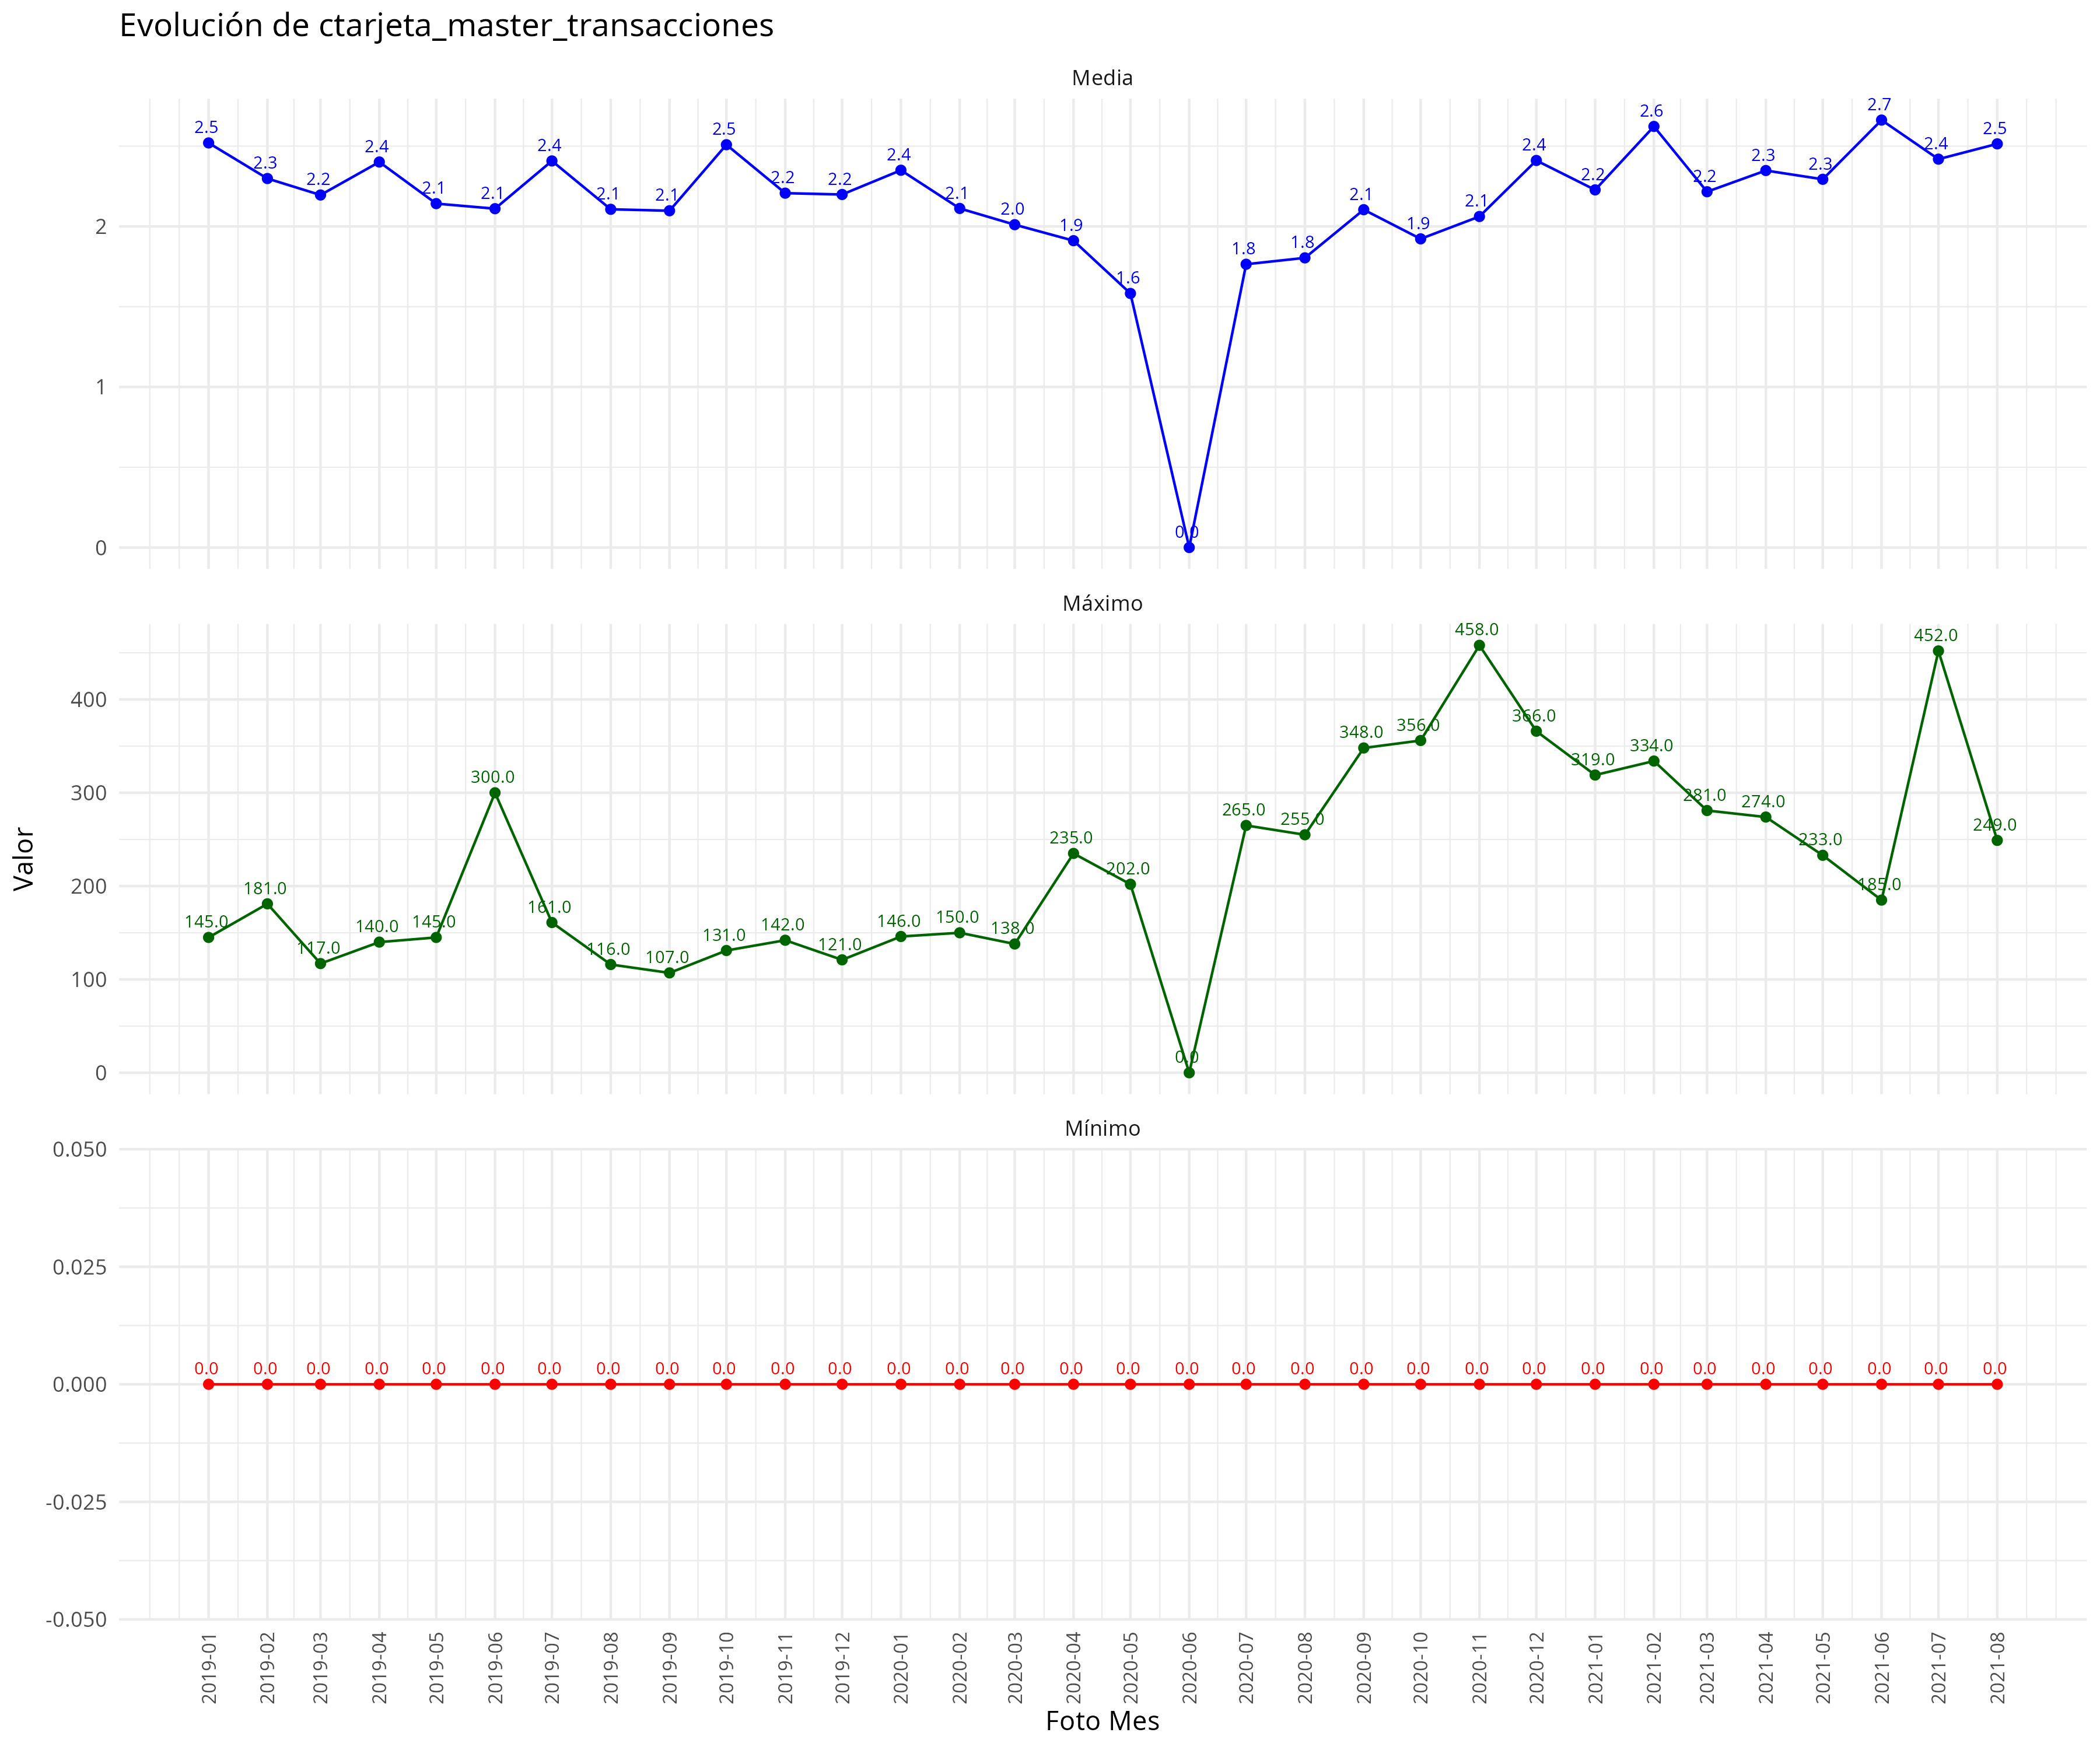 Evolución de ctarjeta_master_transacciones
Media
2.5 2.3 2.2 2.4 2.1 2.1 2.4 2.1 2.1 2.5 2.2 2.2 2.4 2.1 2.0 1.9 1.6 0.0 1.8 1.8 2.1 1.9 2.1 2.4 2.2 2.6 2.2 2.3 2.3 2.7 2.4 2.5
2
1
0
Máximo
145.0 181.0 117.0 140.0 145.0 300.0 161.0 116.0 107.0 131.0 142.0 121.0 146.0 150.0 138.0 235.0 202.0 0.0 265.0 255.0 348.0 356.0 458.0 366.0 319.0 334.0 281.0 274.0 233.0 185.0 452.0 249.0
400
300
200
100
0
Valor
Mínimo
0.050
0.025
0.0 0.0 0.0 0.0 0.0 0.0 0.0 0.0 0.0 0.0 0.0 0.0 0.0 0.0 0.0 0.0 0.0 0.0 0.0 0.0 0.0 0.0 0.0 0.0 0.0 0.0 0.0 0.0 0.0 0.0 0.0 0.0
0.000
-0.025
-0.050
2019-01 2019-02 2019-03 2019-04 2019-05 2019-06 2019-07 2019-08 2019-09 2019-10 2019-11 2019-12 2020-01 2020-02 2020-03 2020-04 2020-05 2020-06 2020-07 2020-08 2020-09 2020-10 2020-11 2020-12 2021-01 2021-02 2021-03 2021-04 2021-05 2021-06 2021-07 2021-08
Foto Mes